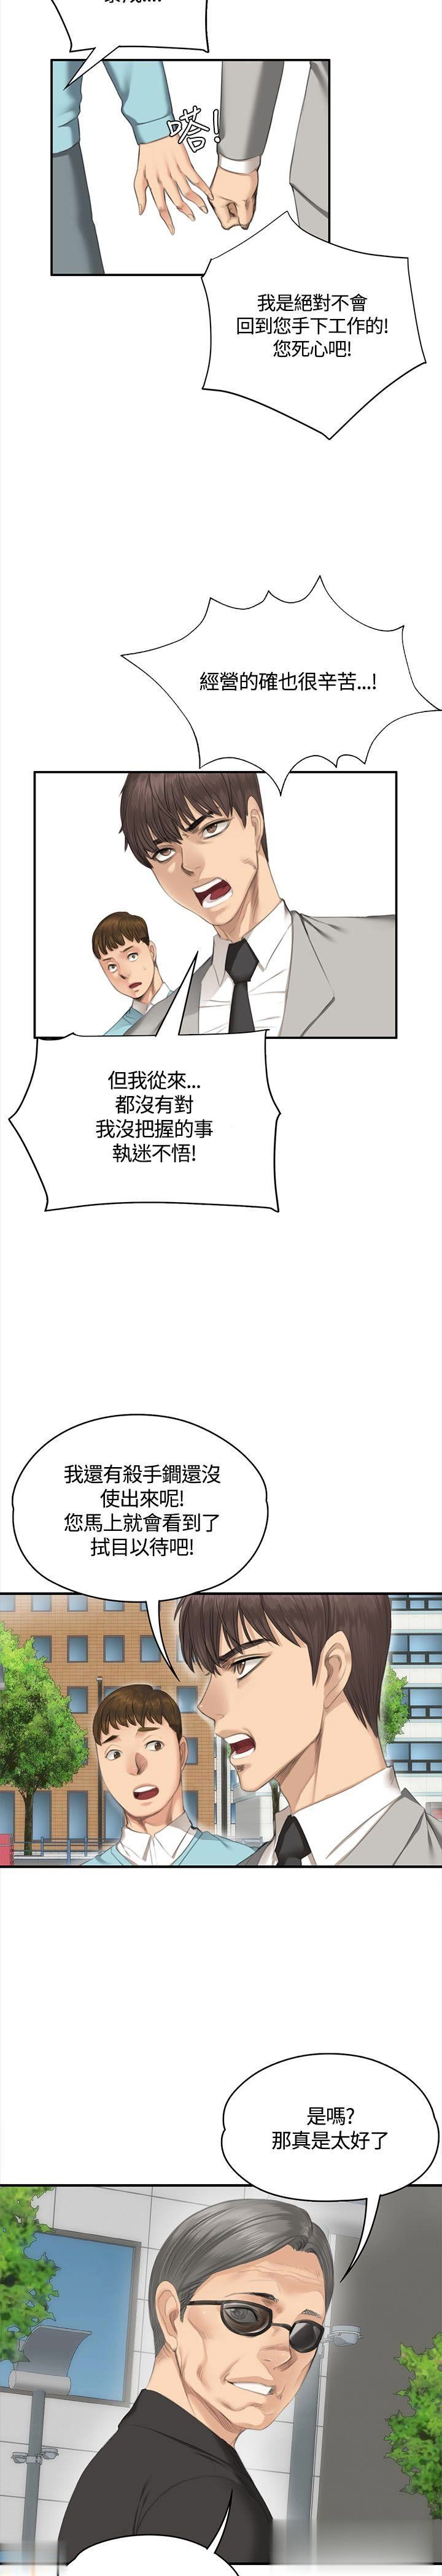 嗒!
我是絕對不會
回到您手下工作的!
您死心吧!
經營的確也很辛苦...!
但我從來...
都沒有對
我沒把握的事
執迷不悟!
我還有殺手鐧還沒
使出來呢!
您馬上就會看到了
拭目以待吧!
是嗎?
那真是太好了